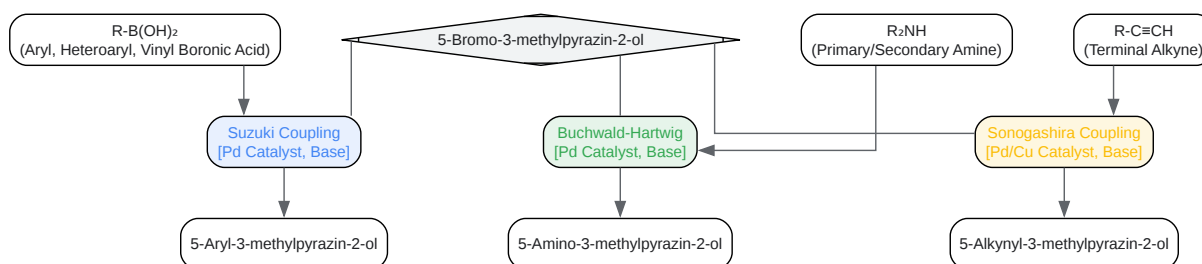 R-B(OH)₂
(Aryl, Heteroaryl, Vinyl Boronic Acid)
5-Bromo-3-methylpyrazin-2-ol
R₂NH
(Primary/Secondary Amine)
R-C≡CH
(Terminal Alkyne)
Suzuki Coupling
[Pd Catalyst, Base]
Buchwald-Hartwig
[Pd Catalyst, Base]
Sonogashira Coupling
[Pd/Cu Catalyst, Base]
5-Aryl-3-methylpyrazin-2-ol
5-Amino-3-methylpyrazin-2-ol
5-Alkynyl-3-methylpyrazin-2-ol